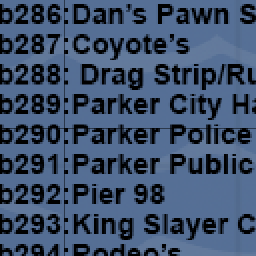 b286:Dan's Pawn S
b287:Coyote's
b288: Drag Strip/Ru
b289:Parker City Ha
b290:Parker Police
b291:Parker Public
b292:Pier 98
b293:King Slayer C
b294:Rodeo's